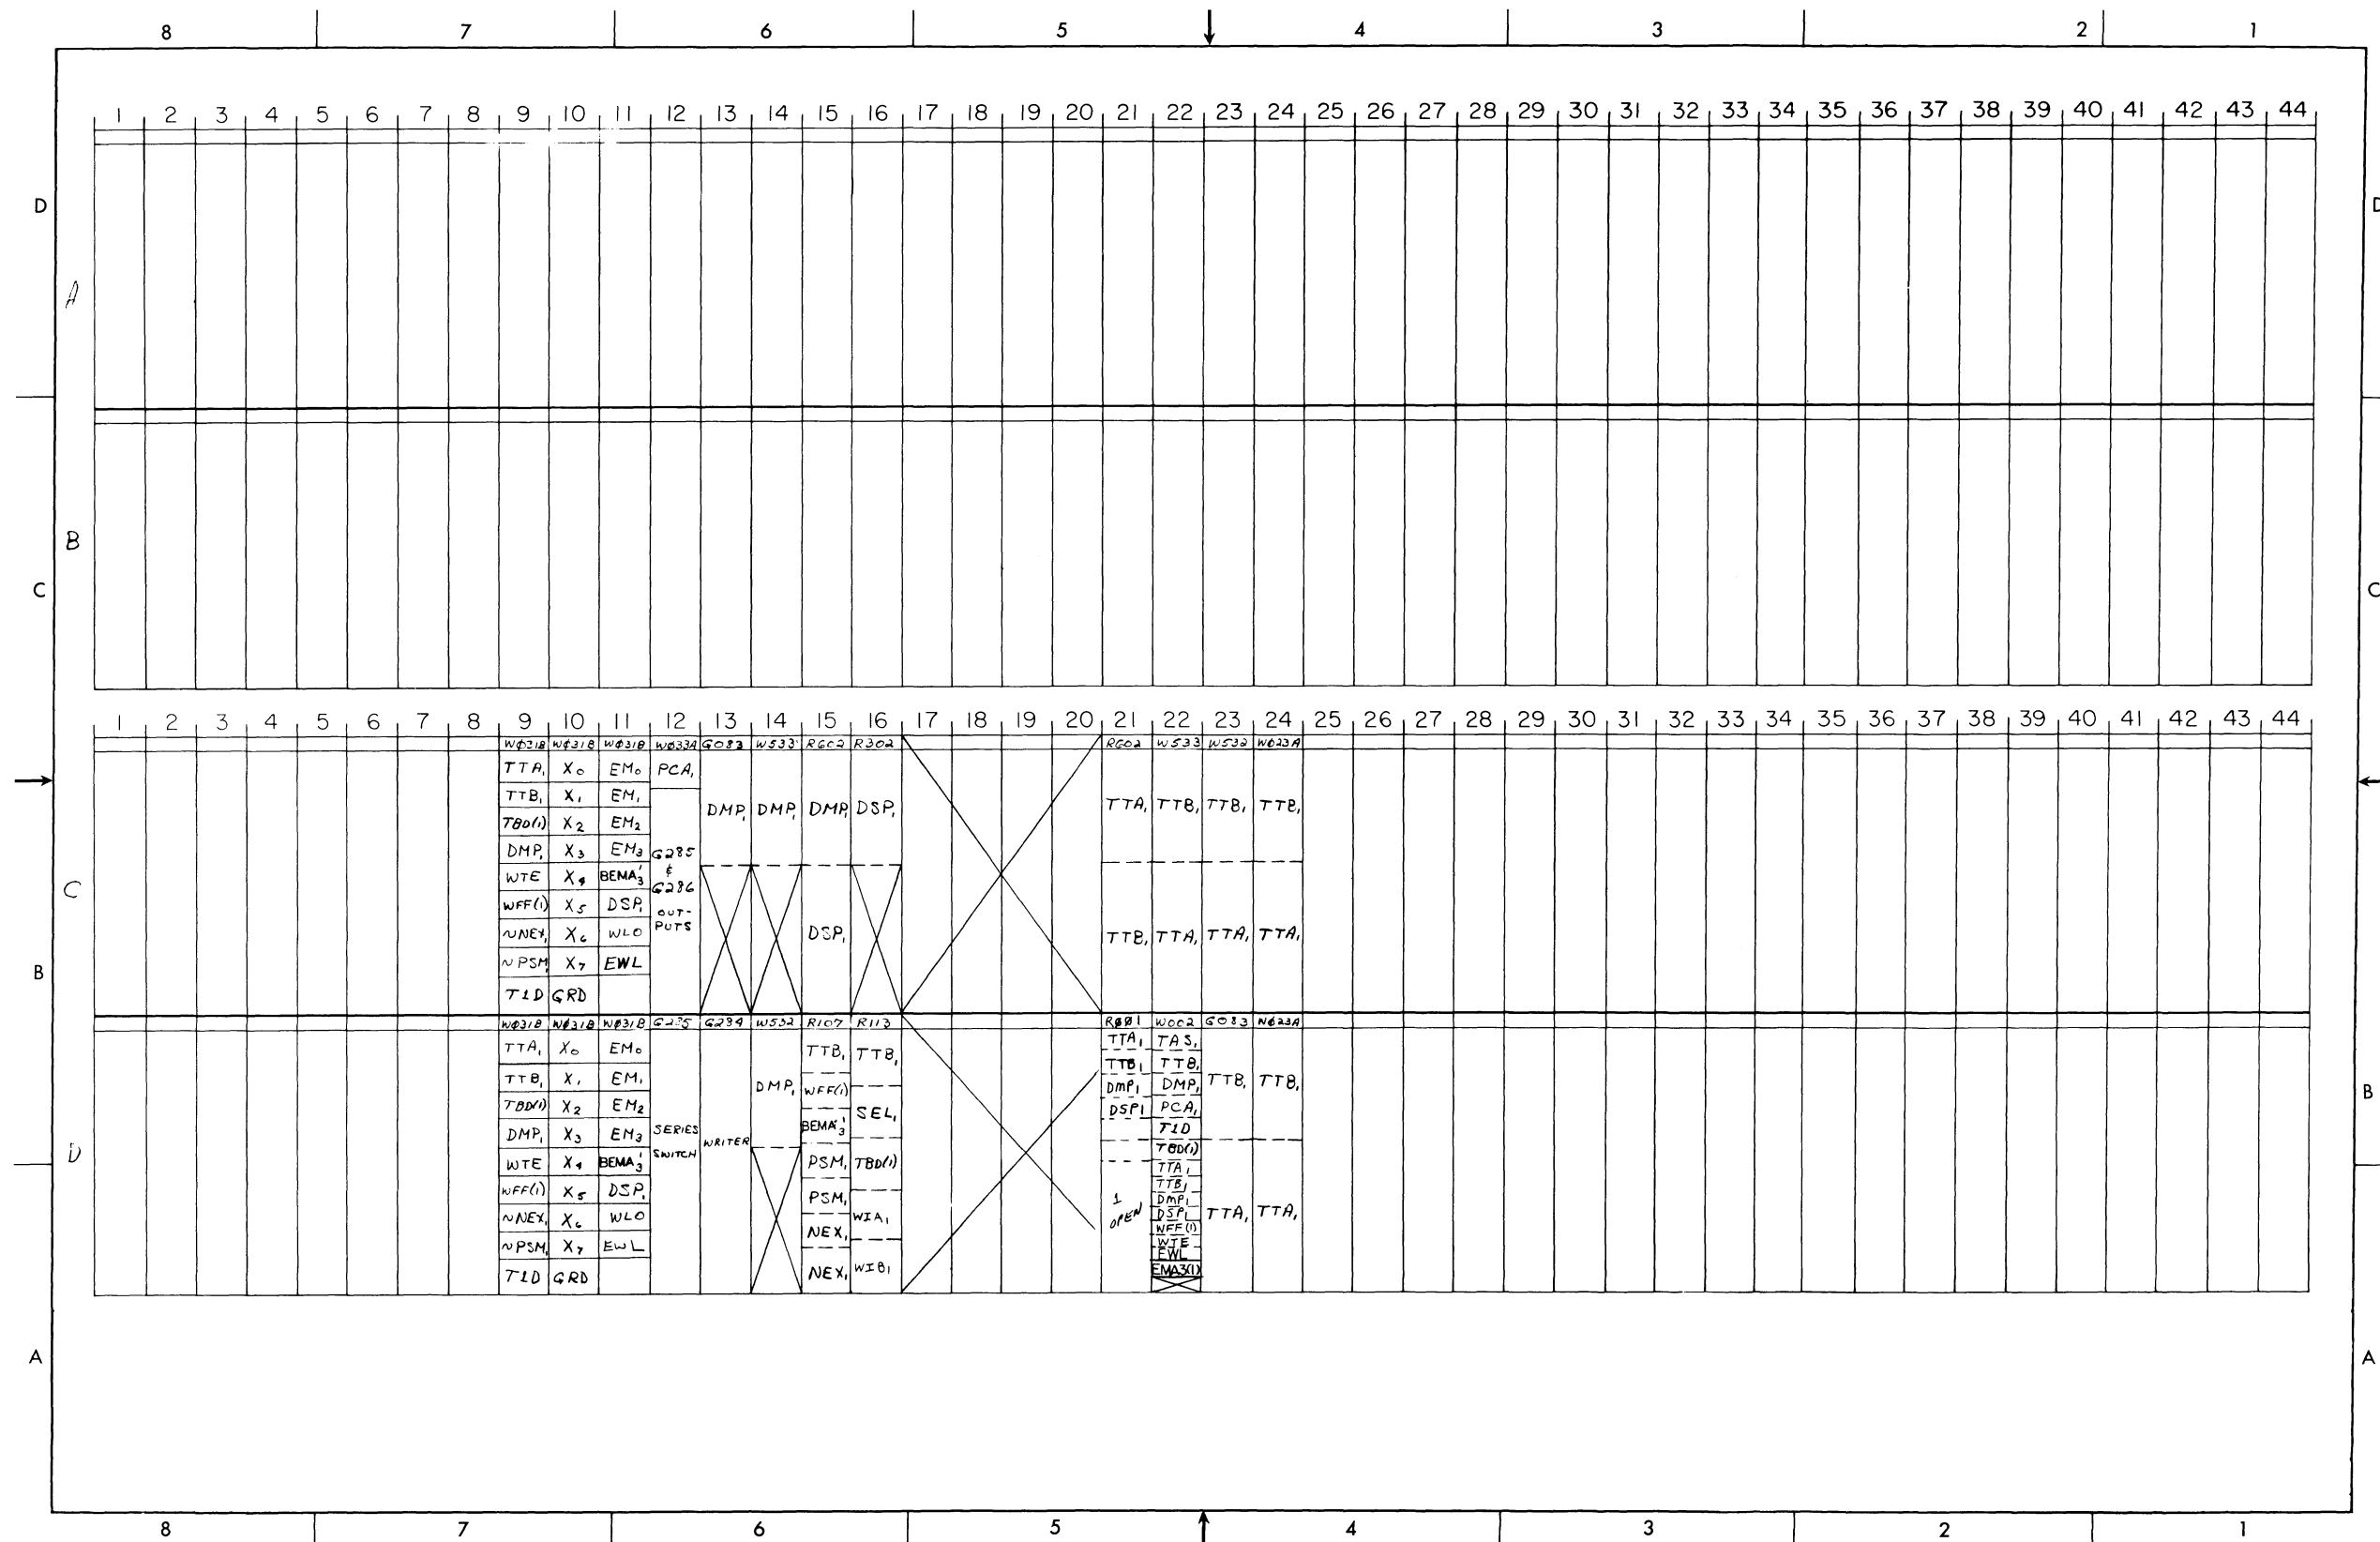 8 7 6 5 4 3 2 1
1 2 3 4 5 6 7 8 9 10 11 12 13 14 15 16 17 18 19 20 21 22 23 24 25 26 27 28 29 30 31 32 33 34 35 36 37 38 39 40 41 42 43 44
D D
A
B
C C
1 2 3 4 5 6 7 8 9 10 11 12 13 14 15 16 17 18 19 20 21 22 23 24 25 26 27 28 29 30 31 32 33 34 35 36 37 38 39 40 41 42 43 44
WØ31B WØ31B WØ31B WØ33A G083 W533 R602 R302 R602 W533 W532 WØ23A
TTA₁ X₀ EM₀ PCA₁
TTB₁ X₁ EM₁
DMP₁ DMP₁ DMP₁ DSP₁ TTA₁ TTB₁ TTB₁ TTB₁
TBD(1) X₂ EM₂
DMP₁ X₃ EM₃ G285
C
WTE X₄ BEMA₃' & G286
WFF(1) X₅ DSP₁ OUT-
~NEX₁ X₆ WLO PUTS DSP₁ TTB₁ TTA₁ TTA₁ TTA₁
B
~PSM₁ X₇ EWL
T1D GRD
WØ31B WØ31B WØ31B G285 G284 W532 R107 R113 RØØ1 W002 G083 WØ23A
TTA₁ X₀ EM₀ TTB₁ TTB₁ TTA₁ TAS₁
TTB₁ X₁ EM₁ DMP₁ WFF(1) TTB₁ TTB₁ TTB₁ TTB₁
DMP₁ DMP₁
B
TBD(1) X₂ EM₂ SEL₁ DSP₁ PCA₁
DMP₁ X₃ EM₃ SERIES WRITER BEMA₃' T1D
D
SWITCH TBD(1)
WTE X₄ BEMA₃' PSM₁ TBD(1) TTA₁
TTB₁
WFF(1) X₅ DSP₁ PSM₁ 1 DMP₁
~NEX₁ X₆ WLO NEX₁ WIA₁ OPEN DSP₁ TTA₁ TTA₁
WFF(1)
WTE
~PSM₁ X₇ EWL EWL
T1D GRD NEX₁ WIB₁ EMA3(1)
A A
8 7 6 5 4 3 2 1